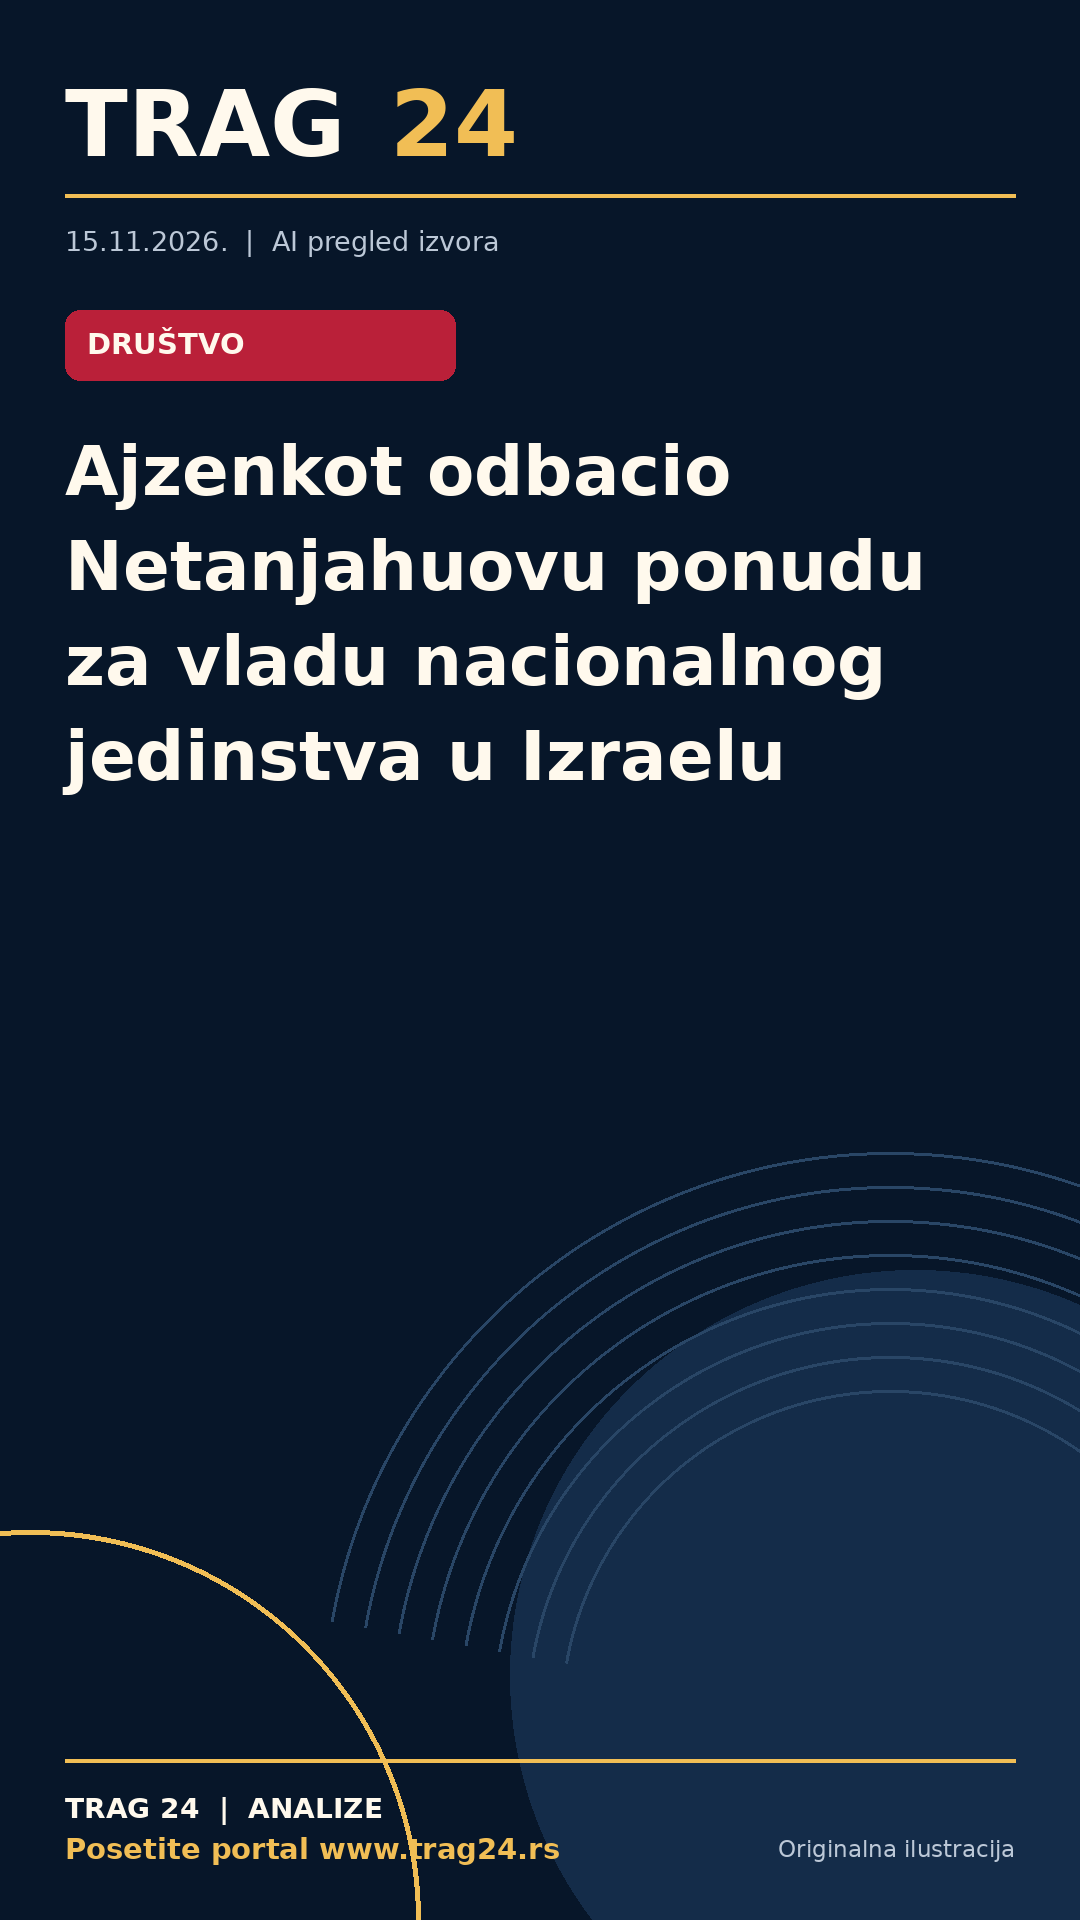 TRAG 24
15.11.2026. | AI pregled izvora
DRUŠTVO
Ajzenkot odbacio
Netanjahuovu ponudu
za vladu nacionalnog
jedinstva u Izraelu
TRAG 24 | ANALIZE
Posetite portal www.trag24.rs
Originalna ilustracija